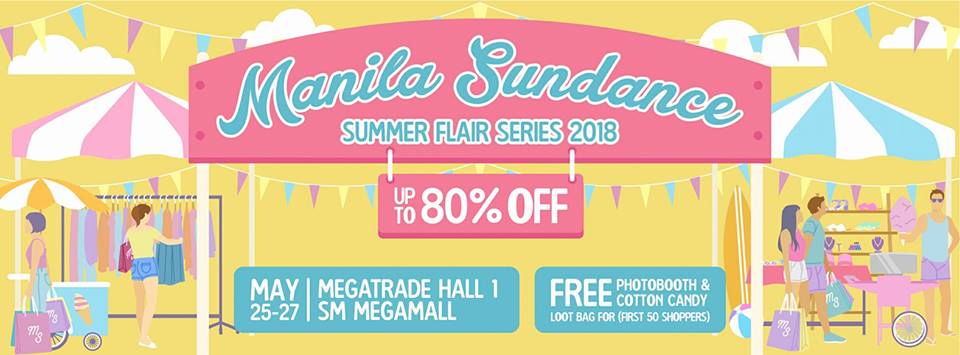 Manila Sundance
SUMMER FLAIR SERIES 2018
UP TO 80% OFF
MAY 25-27
MEGATRADE HALL 1
SM MEGAMALL
FREE PHOTOBOOTH &
COTTON CANDY
LOOT BAG FOR (FIRST 50 SHOPPERS)